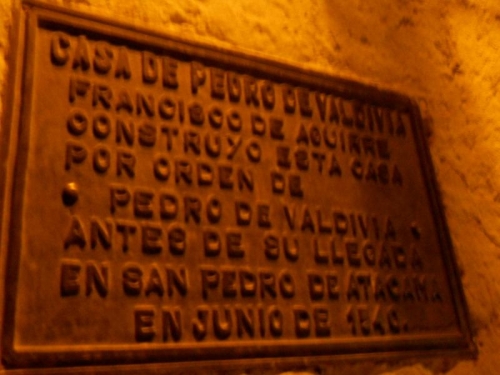 CASA DE PEDRO DE VALDIVIA
FRANCISCO DE AGUIRRE
CONSTRUYO ESTA CASA
POR ORDEN DE
PEDRO DE VALDIVIA
ANTES DE SU LLEGADA
EN SAN PEDRO DE ATACAMA
EN JUNIO DE 1540.